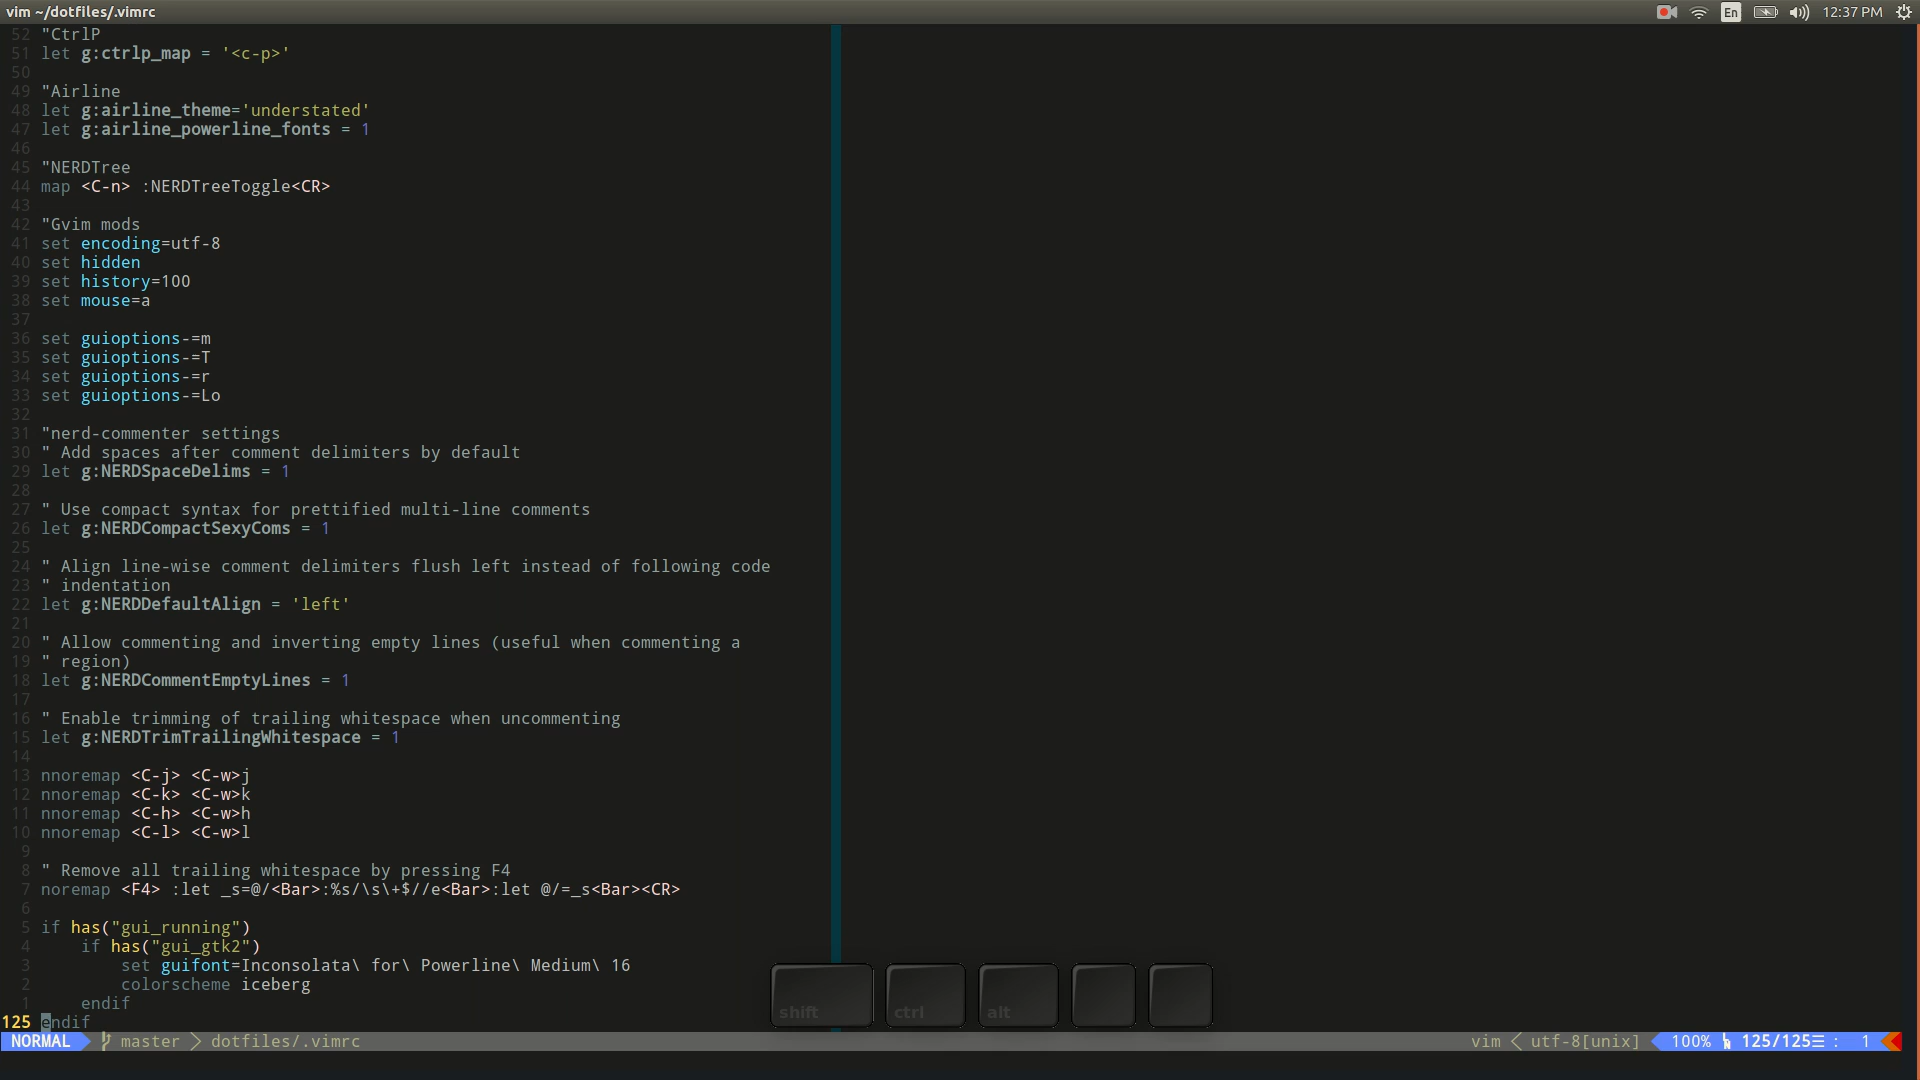 vim ~/dotfiles/.vimrc En 12:37 PM
52 "CtrlP
51 let g:ctrlp_map = '<c-p>'
50
49 "Airline
48 let g:airline_theme='understated'
47 let g:airline_powerline_fonts = 1
46
45 "NERDTree
44 map <C-n> :NERDTreeToggle<CR>
43
42 "Gvim mods
41 set encoding=utf-8
40 set hidden
39 set history=100
38 set mouse=a
37
36 set guioptions-=m
35 set guioptions-=T
34 set guioptions-=r
33 set guioptions-=Lo
32
31 "nerd-commenter settings
30 " Add spaces after comment delimiters by default
29 let g:NERDSpaceDelims = 1
28
27 " Use compact syntax for prettified multi-line comments
26 let g:NERDCompactSexyComs = 1
25
24 " Align line-wise comment delimiters flush left instead of following code
23 " indentation
22 let g:NERDDefaultAlign = 'left'
21
20 " Allow commenting and inverting empty lines (useful when commenting a
19 " region)
18 let g:NERDCommentEmptyLines = 1
17
16 " Enable trimming of trailing whitespace when uncommenting
15 let g:NERDTrimTrailingWhitespace = 1
14
13 nnoremap <C-j> <C-w>j
12 nnoremap <C-k> <C-w>k
11 nnoremap <C-h> <C-w>h
10 nnoremap <C-l> <C-w>l
9
8 " Remove all trailing whitespace by pressing F4
7 noremap <F4> :let _s=@/<Bar>:%s/\s\+$//e<Bar>:let @/=_s<Bar><CR>
6
5 if has("gui_running")
4     if has("gui_gtk2")
3         set guifont=Inconsolata\ for\ Powerline\ Medium\ 16
2         colorscheme iceberg
1     endif
125 endif
shift ctrl alt
NORMAL master dotfiles/.vimrc vim utf-8[unix] 100% 125/125☰ : 1